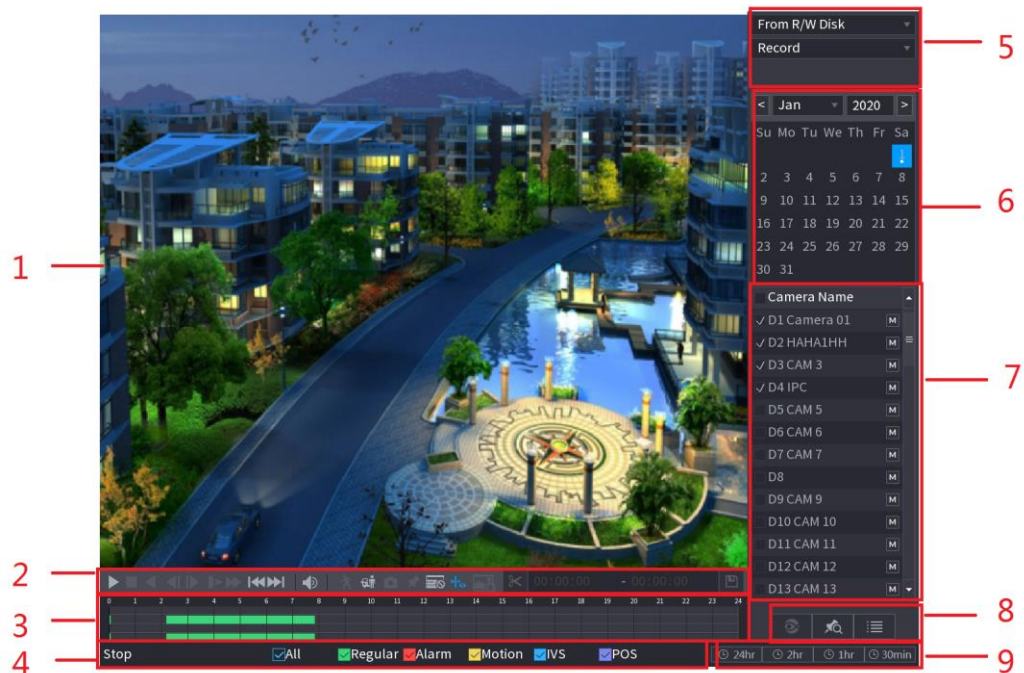 From R/W Disk
Record
5
< Jan 2020 >
Su Mo Tu We Th Fr Sa
1
2 3 4 5 6 7 8
9 10 11 12 13 14 15
16 17 18 19 20 21 22
23 24 25 26 27 28 29
30 31
6
1
Camera Name
D1 Camera 01 M
D2 HAHA1HH M
D3 CAM 3 M
D4 IPC M
D5 CAM 5 M
D6 CAM 6 M
D7 CAM 7 M
D8 M
D9 CAM 9 M
D10 CAM 10 M
D11 CAM 11 M
D12 CAM 12 M
D13 CAM 13 M
7
2
00:00:00 - 00:00:00
3
0 1 2 3 4 5 6 7 8 9 10 11 12 13 14 15 16 17 18 19 20 21 22 23 24
8
4
Stop All Regular Alarm Motion IVS POS
24hr 2hr 1hr 30min
9